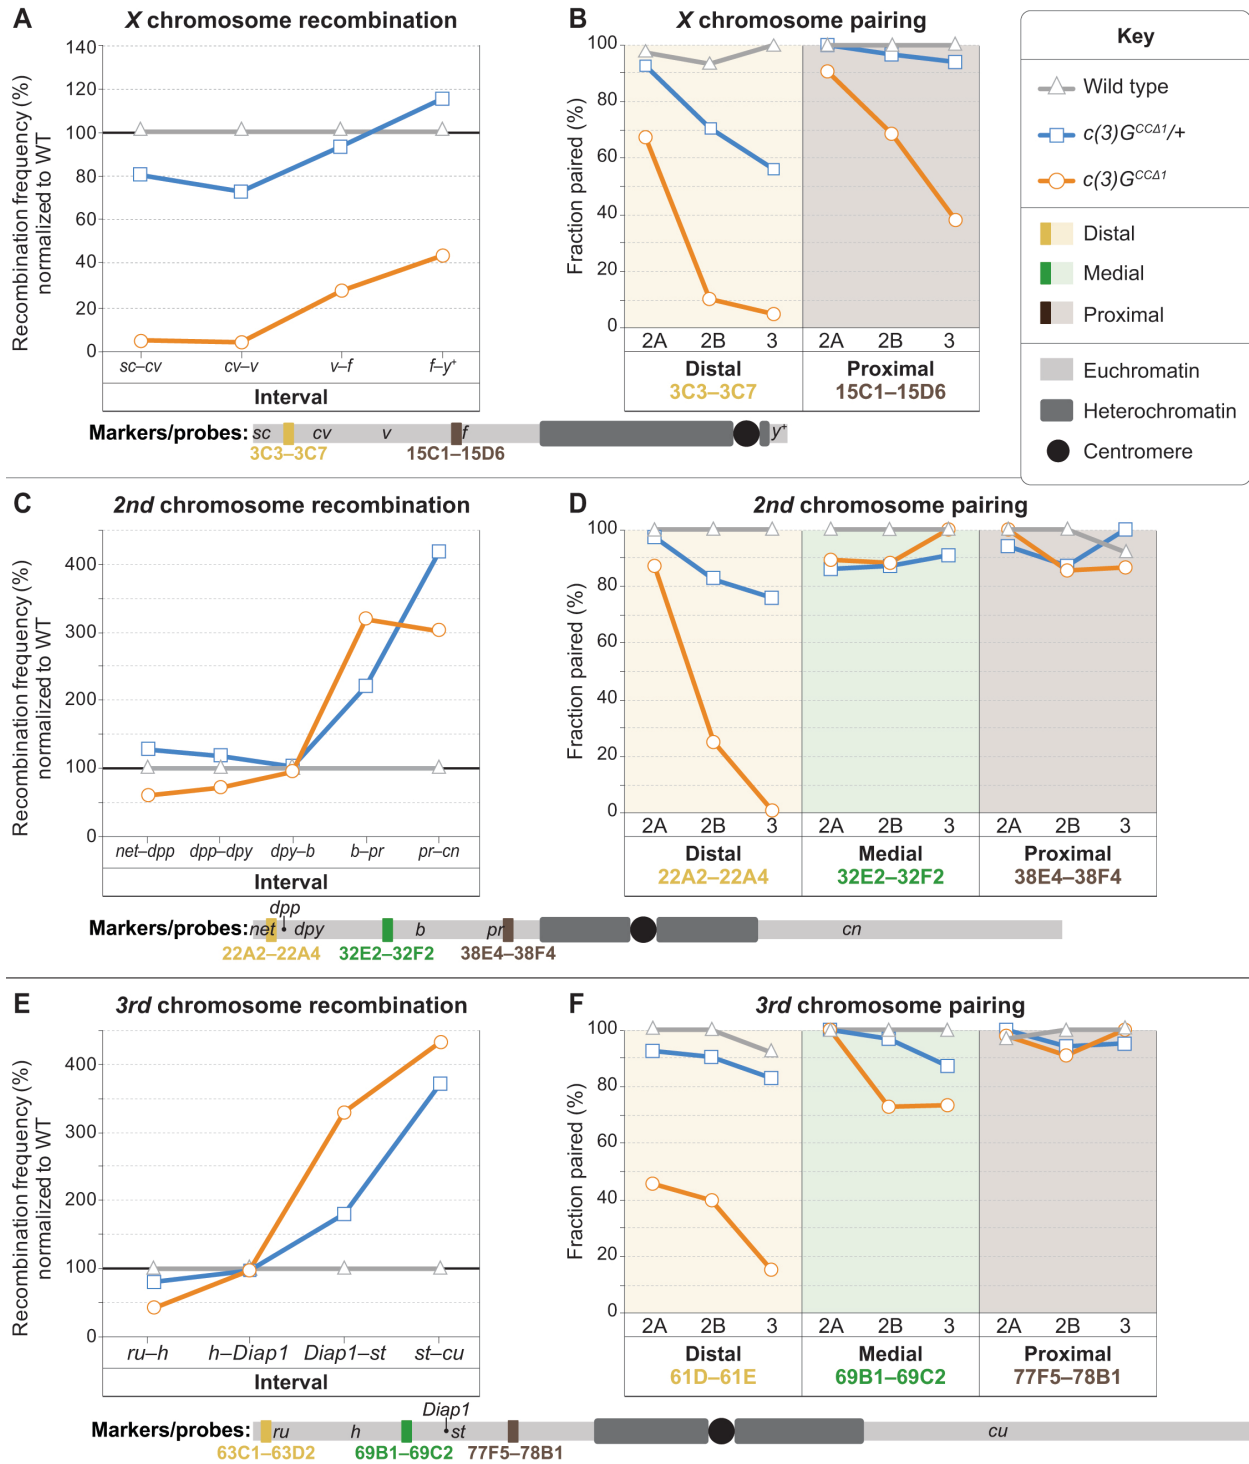 A
X chromosome recombination
Recombination frequency (%)
normalized to WT
140
120
100
80
60
40
20
0
sc–cv
cv–v
v–f
f–y+
Interval
B
X chromosome pairing
Fraction paired (%)
100
80
60
40
20
0
2A 2B 3 2A 2B 3
Distal Proximal
3C3–3C7 15C1–15D6
Key
Wild type
c(3)G^CCΔ1/+
c(3)G^CCΔ1
Distal
Medial
Proximal
Euchromatin
Heterochromatin
Centromere
Markers/probes: sc cv v f y+
3C3–3C7 15C1–15D6
C
2nd chromosome recombination
Recombination frequency (%)
normalized to WT
400
300
200
100
0
net–dpp dpp–dpy dpy–b b–pr pr–cn
Interval
D
2nd chromosome pairing
Fraction paired (%)
100
80
60
40
20
0
2A 2B 3 2A 2B 3 2A 2B 3
Distal Medial Proximal
22A2–22A4 32E2–32F2 38E4–38F4
dpp
Markers/probes: net dpy b pr cn
22A2–22A4 32E2–32F2 38E4–38F4
E
3rd chromosome recombination
Recombination frequency (%)
normalized to WT
400
300
200
100
0
ru–h h–Diap1 Diap1–st st–cu
Interval
F
3rd chromosome pairing
Fraction paired (%)
100
80
60
40
20
0
2A 2B 3 2A 2B 3 2A 2B 3
Distal Medial Proximal
61D–61E 69B1–69C2 77F5–78B1
Diap1
Markers/probes: ru h st cu
63C1–63D2 69B1–69C2 77F5–78B1